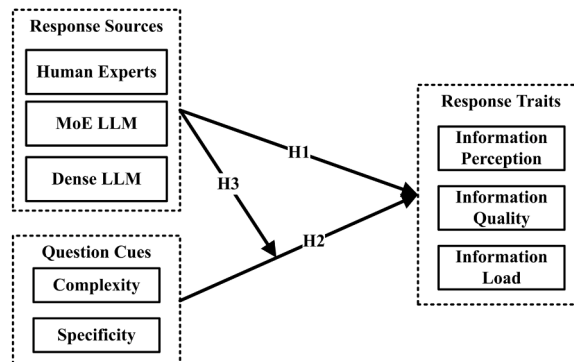 Response Sources
Human Experts
MoE LLM
Dense LLM
Question Cues
Complexity
Specificity
H1
H3
H2
Response Traits
Information
Perception
Information
Quality
Information
Load